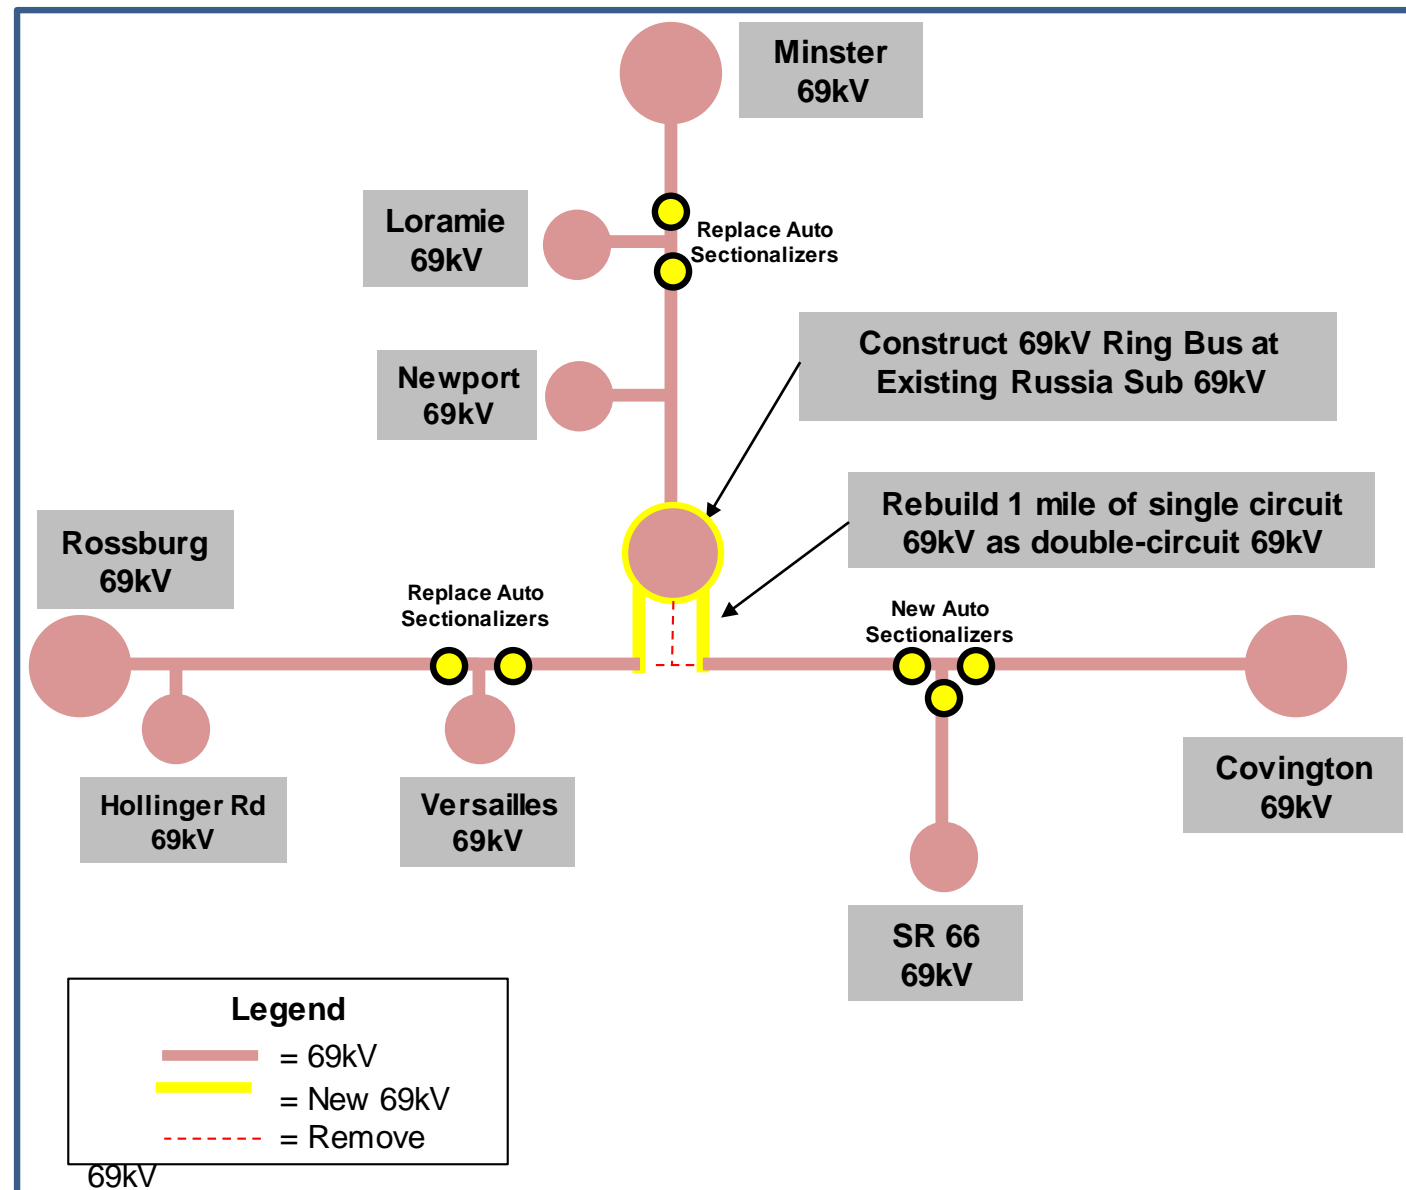 Minster
69kV
Loramie
69kV
Replace Auto
Sectionalizers
Construct 69kV Ring Bus at
Existing Russia Sub 69kV
Newport
69kV
Rebuild 1 mile of single circuit
69kV as double-circuit 69kV
Rossburg
69kV
Replace Auto
Sectionalizers
New Auto
Sectionalizers
Hollinger Rd
69kV
Versailles
69kV
Covington
69kV
SR 66
69kV
Legend
= 69kV
= New 69kV
= Remove
69kV